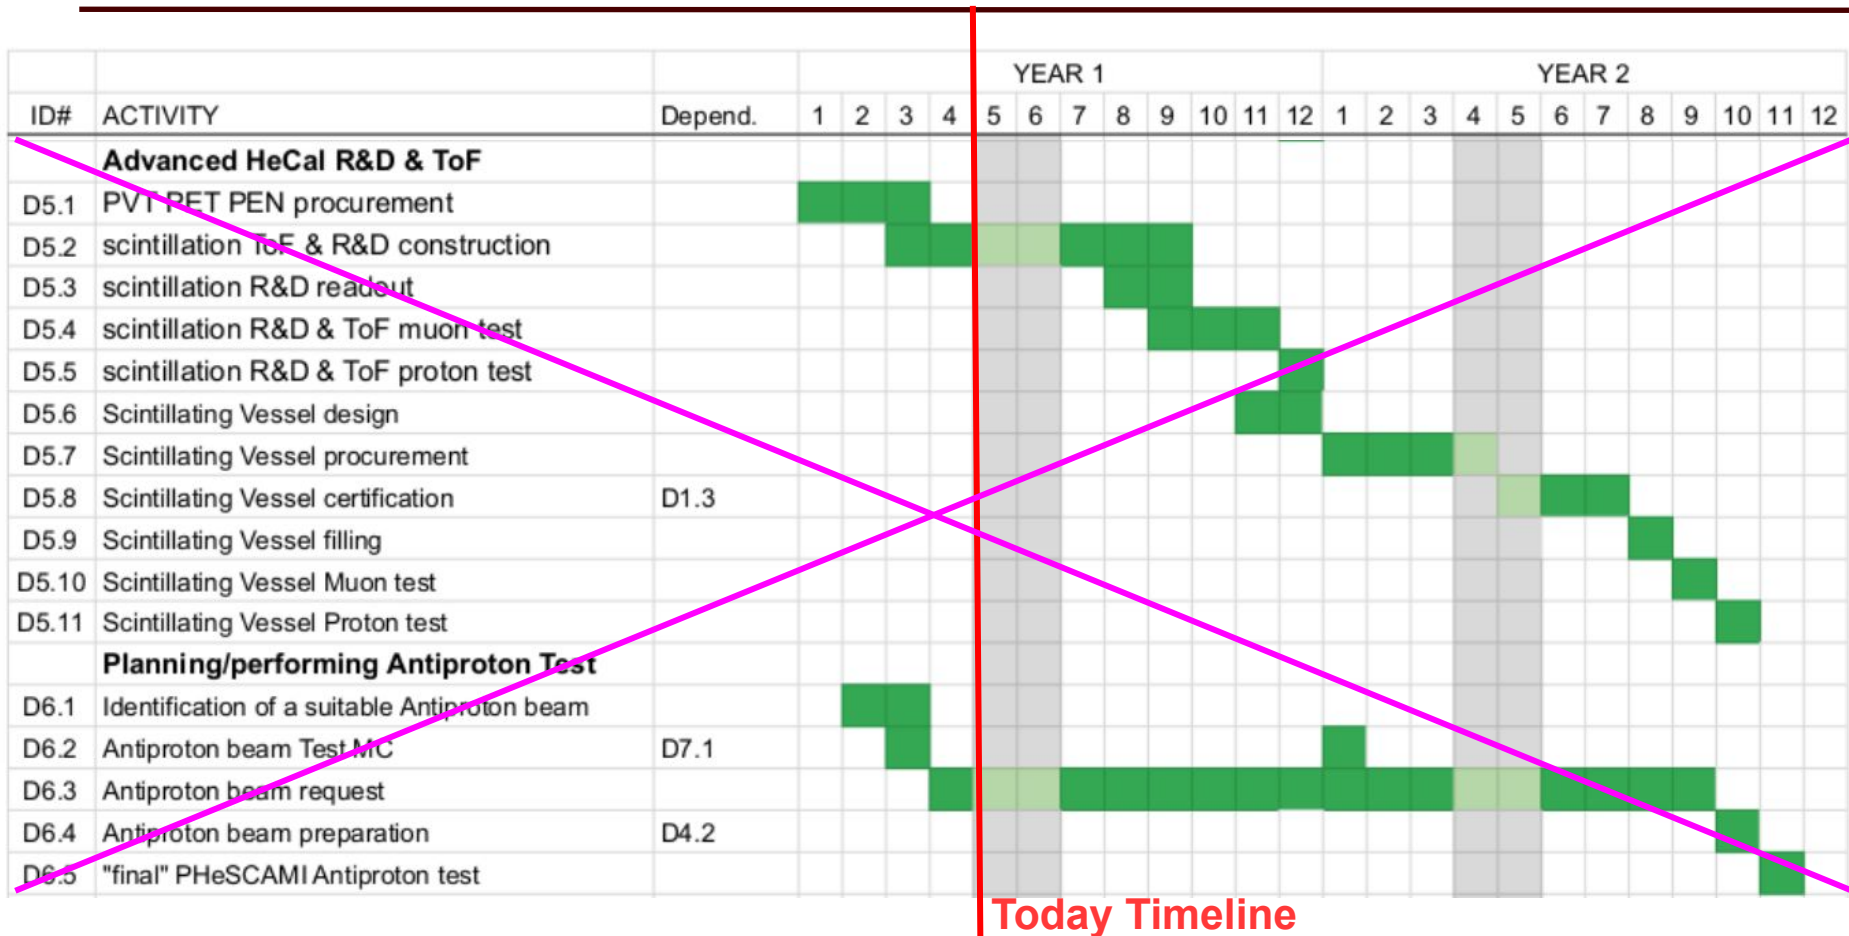 YEAR 1 YEAR 2
ID# ACTIVITY Depend. 1 2 3 4 5 6 7 8 9 10 11 12 1 2 3 4 5 6 7 8 9 10 11 12
Advanced HeCal R&D & ToF
D5.1 PVT PET PEN procurement
D5.2 scintillation ToF & R&D construction
D5.3 scintillation R&D readout
D5.4 scintillation R&D & ToF muon test
D5.5 scintillation R&D & ToF proton test
D5.6 Scintillating Vessel design
D5.7 Scintillating Vessel procurement
D5.8 Scintillating Vessel certification D1.3
D5.9 Scintillating Vessel filling
D5.10 Scintillating Vessel Muon test
D5.11 Scintillating Vessel Proton test
Planning/performing Antiproton Test
D6.1 Identification of a suitable Antiproton beam
D6.2 Antiproton beam Test MC D7.1
D6.3 Antiproton beam request
D6.4 Antiproton beam preparation D4.2
D6.5 "final" PHeSCAMI Antiproton test
Today Timeline